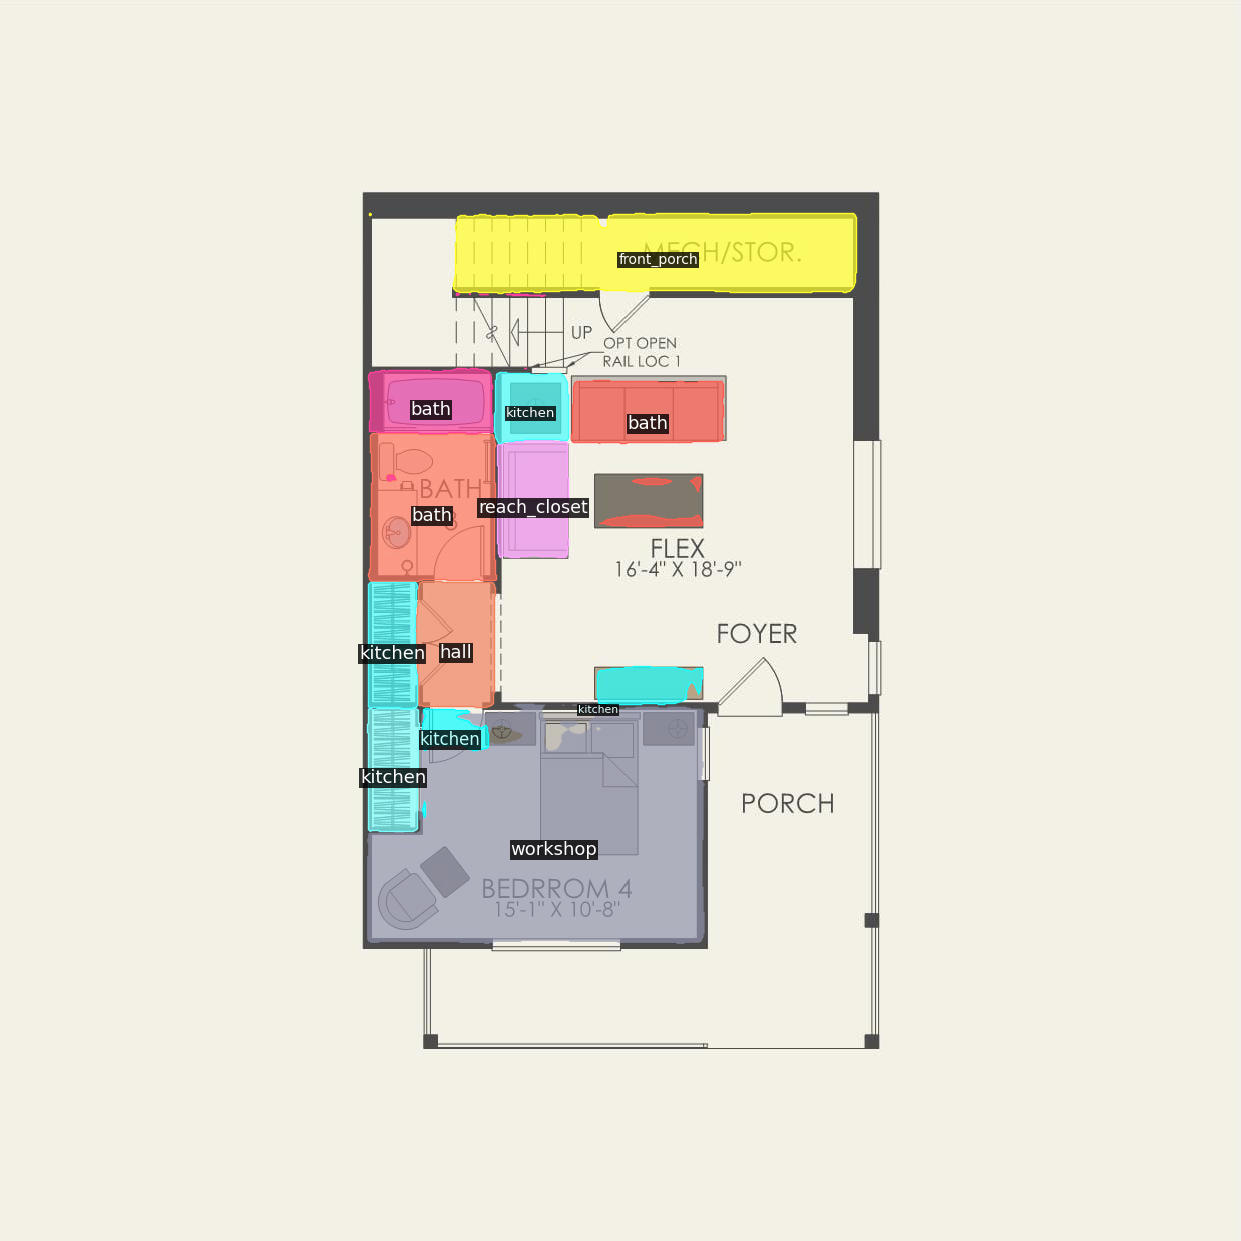 MECH/STOR.
front_porch
UP
OPT OPEN
RAIL LOC 1
bath
kitchen
bath
BATH
bath
reach_closet
FLEX
16'-4" X 18'-9"
FOYER
kitchen
hall
kitchen
kitchen
kitchen
PORCH
workshop
BEDRROM 4
15'-1" X 10'-8"